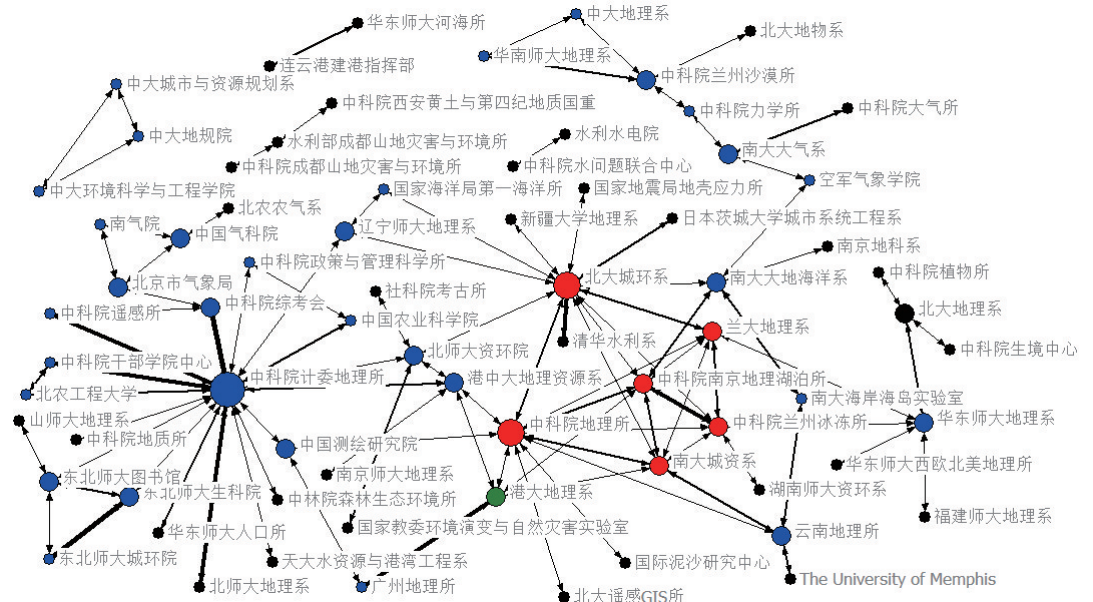 中大地理系
华东师大河海所
北大地物系
华南师大地理系
连云港建港指挥部
中科院兰州沙漠所
中大城市与资源规划系
中科院西安黄土与第四纪地质国重
中科院力学所
中科院大气所
中大地规院
水利部成都山地灾害与环境所
水利水电院
南大大气系
中科院成都山地灾害与环境所
中科院水问题联合中心
空军气象学院
中大环境科学与工程学院
国家海洋局第一海洋所
国家地震局地壳应力所
北农农气系
南气院
辽宁师大地理系
新疆大学地理系
日本茨城大学城市系统工程系
中国气科院
南京地科系
中科院政策与管理科学所
北大城环系
南大大地海洋系
中科院植物所
北京市气象局
社科院考古所
中科院遥感所
中科院综考会
中国农业科学院
兰大地理系
北大地理系
清华水利系
北师大资环院
中科院生境中心
中科院干部学院中心
中科院计委地理所
港中大地理资源系
中科院南京地理湖泊所
北农工程大学
南大海岸海岛实验室
山师大地理系
中科院地理所
中科院兰州冰冻所
华东师大地理系
中科院地质所
中国测绘研究院
南大城资系
华东师大西欧北美地理所
东北师大图书馆
南京师大地理系
东北师大生科院
中林院森林生态环境所
港大地理系
湖南师大资环系
福建师大地理系
华东师大人口所
国家教委环境演变与自然灾害实验室
云南地理所
东北师大城环院
天大水资源与港湾工程系
国际泥沙研究中心
北师大地理系
广州地理所
The University of Memphis
北大遥感GIS所